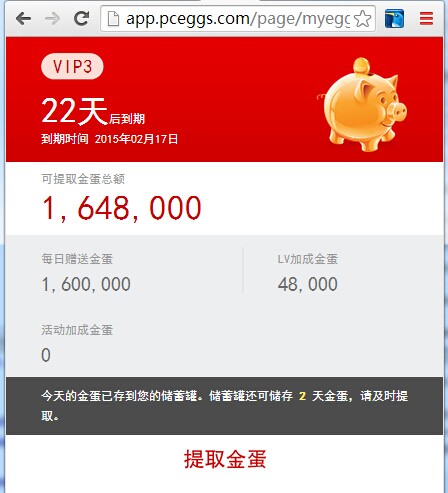 app.pceggs.com/page/myegg
VIP3
22天后到期
到期时间 2015年02月17日
可提取金蛋总额
1,648,000
每日赠送金蛋
LV加成金蛋
1,600,000
48,000
活动加成金蛋
0
今天的金蛋已存到您的储蓄罐。储蓄罐还可储存 2 天金蛋，请及时提
取。
提取金蛋